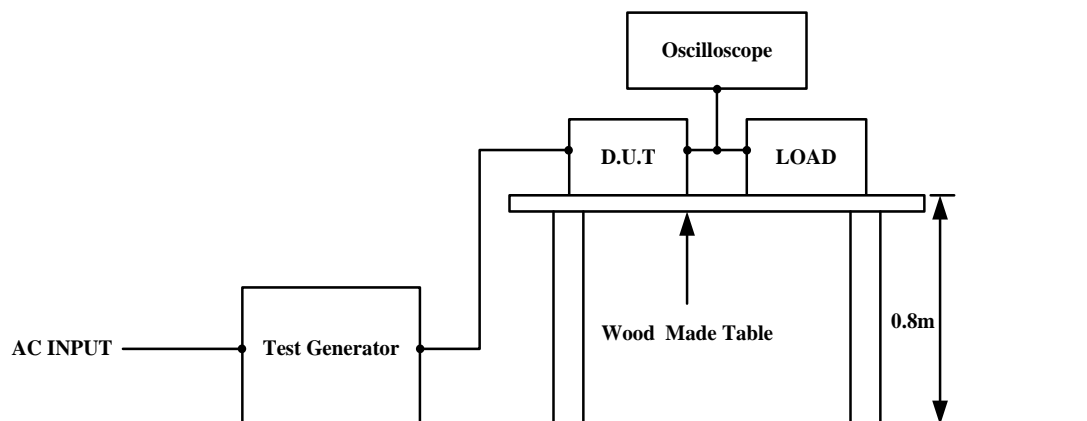 Oscilloscope
D.U.T
LOAD
0.8m
Wood Made Table
AC INPUT
Test Generator